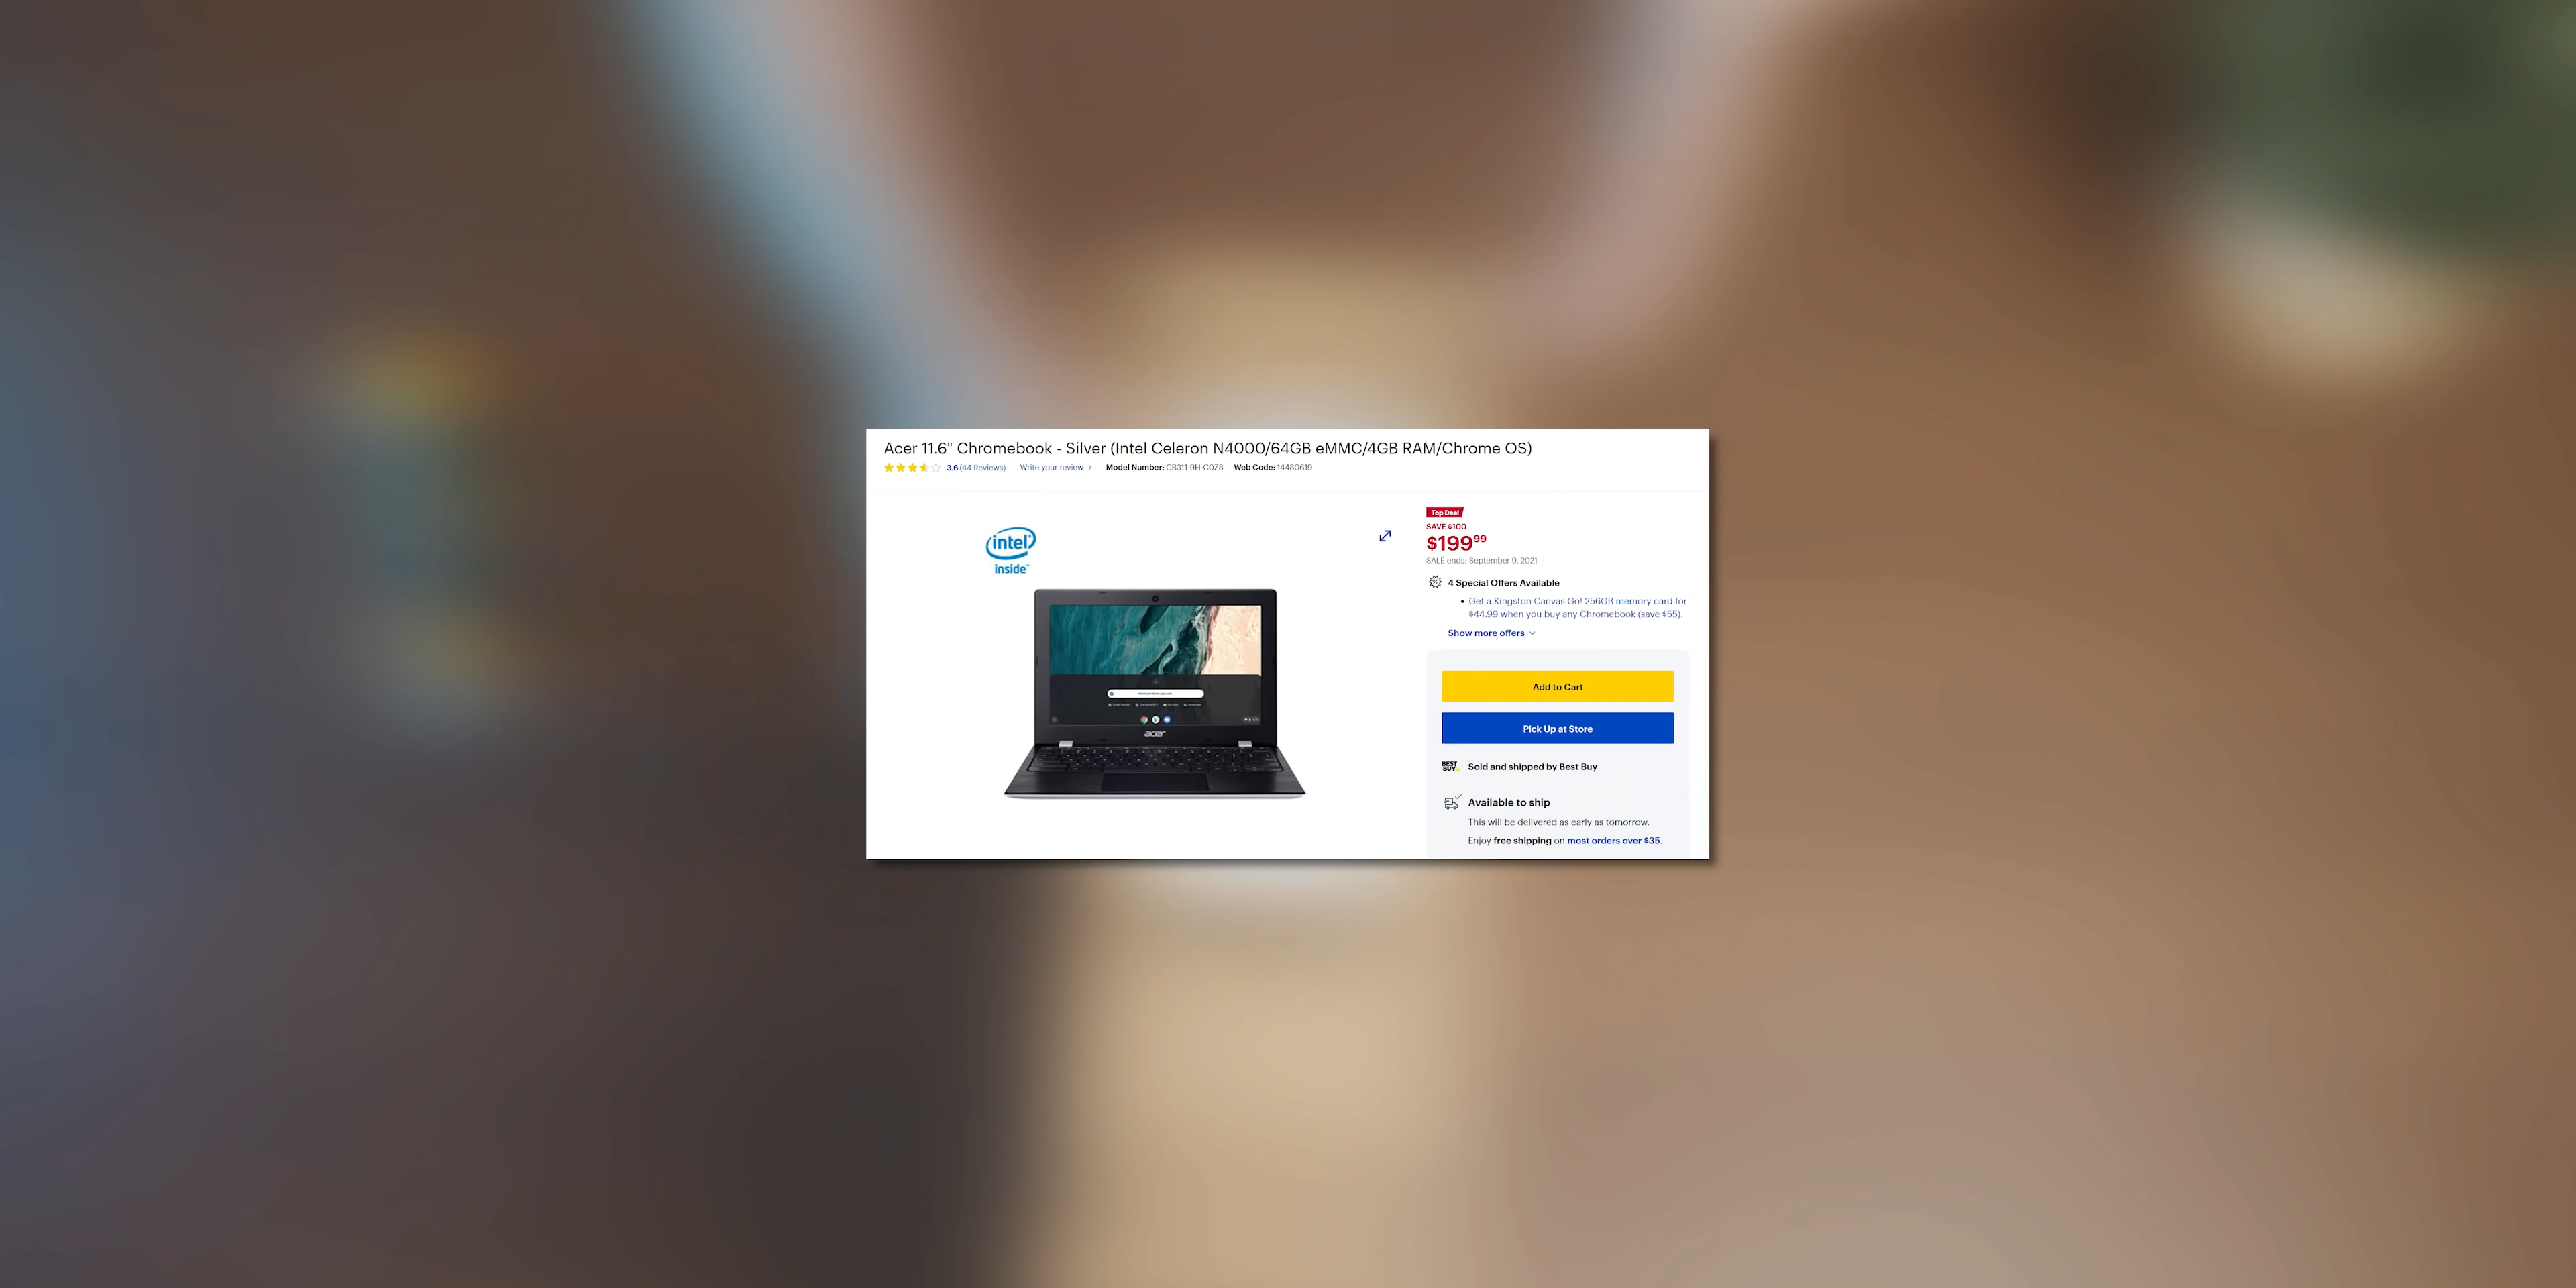 Acer 11.6" Chromebook - Silver (Intel Celeron N4000/64GB eMMC/4GB RAM/Chrome OS)
3.6 (44 Reviews) Write your review Model Number: CB311-9H-C0Z8 Web Code: 14480619
intel
inside™
acer
Top Deal
SAVE $100
$199.99
SALE ends: September 9, 2021
4 Special Offers Available
• Get a Kingston Canvas Go! 256GB memory card for
$44.99 when you buy any Chromebook (save $55).
Show more offers
Add to Cart
Pick Up at Store
BEST
BUY
Sold and shipped by Best Buy
Available to ship
This will be delivered as early as tomorrow.
Enjoy free shipping on most orders over $35.